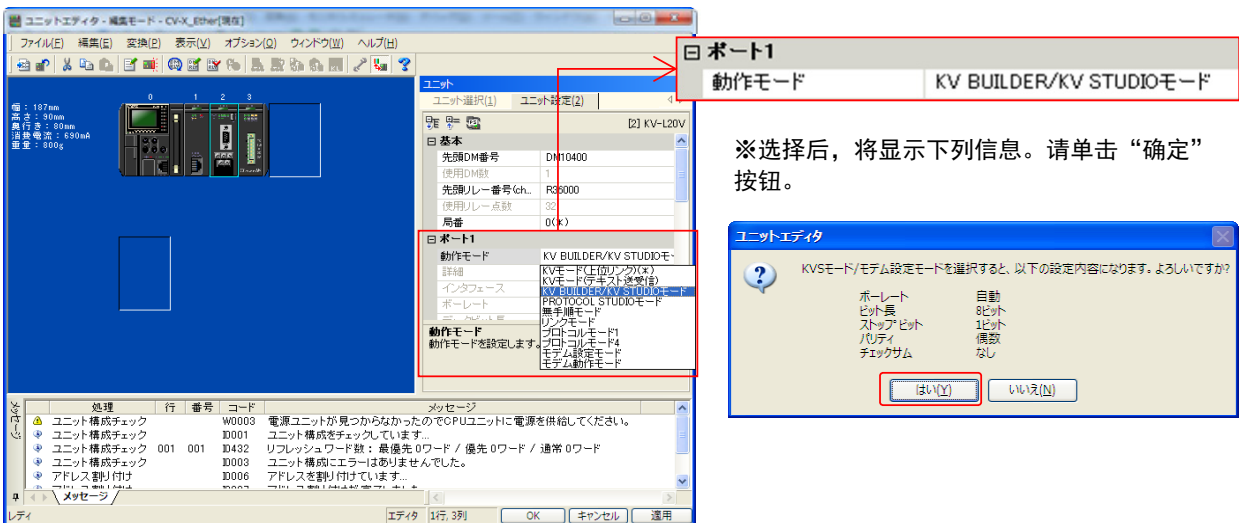 ユニットエディタ - 編集モード - CV-X_Ether[現在]
ファイル(F) 編集(E) 変換(P) 表示(V) オプション(O) ウィンドウ(W) ヘルプ(H)
幅： 187mm
高さ： 90mm
奥行き： 80mm
消費電流： 690mA
重量： 800g
0 1 2 3
ユニット
ユニット選択(1) ユニット設定(2)
[2] KV-L20V
基本
先頭DM番号 DM10400
使用DM数 1
先頭リレー番号(ch... R36000
使用リレー点数 32
局番 0(*)
ポート1
動作モード KV BUILDER/KV STUDIOモ
詳細
インタフェース
ボーレート
KVモード(上位リンク)(*)
KVモード(テキスト送受信)
KV BUILDER/KV STUDIOモード
PROTOCOL STUDIOモード
無手順モード
リンクモード
プロトコルモード1
プロトコルモード4
モデム設定モード
モデム動作モード
動作モード
動作モードを設定します。
ポート1
動作モード KV BUILDER/KV STUDIOモード
※选择后，将显示下列信息。请单击“确定”
按钮。
ユニットエディタ
KVSモード/モデム設定モードを選択すると、以下の設定内容になります。よろしいですか?
ボーレート 自動
ビット長 8ビット
ストップビット 1ビット
パリティ 偶数
チェックサム なし
はい(Y) いいえ(N)
メッセージ
処理 行 番号 コード メッセージ
ユニット構成チェック W0003 電源ユニットが見つからなかったのでCPUユニットに電源を供給してください。
ユニット構成チェック I0001 ユニット構成をチェックしています...
ユニット構成チェック 001 001 I0432 リフレッシュワード数： 最優先 0ワード / 優先 0ワード / 通常 0ワード
ユニット構成チェック I0003 ユニット構成にエラーはありませんでした。
アドレス割り付け I0006 アドレスを割り付けています...
メッセージ
レディ エディタ 1行, 3列 OK キャンセル 適用